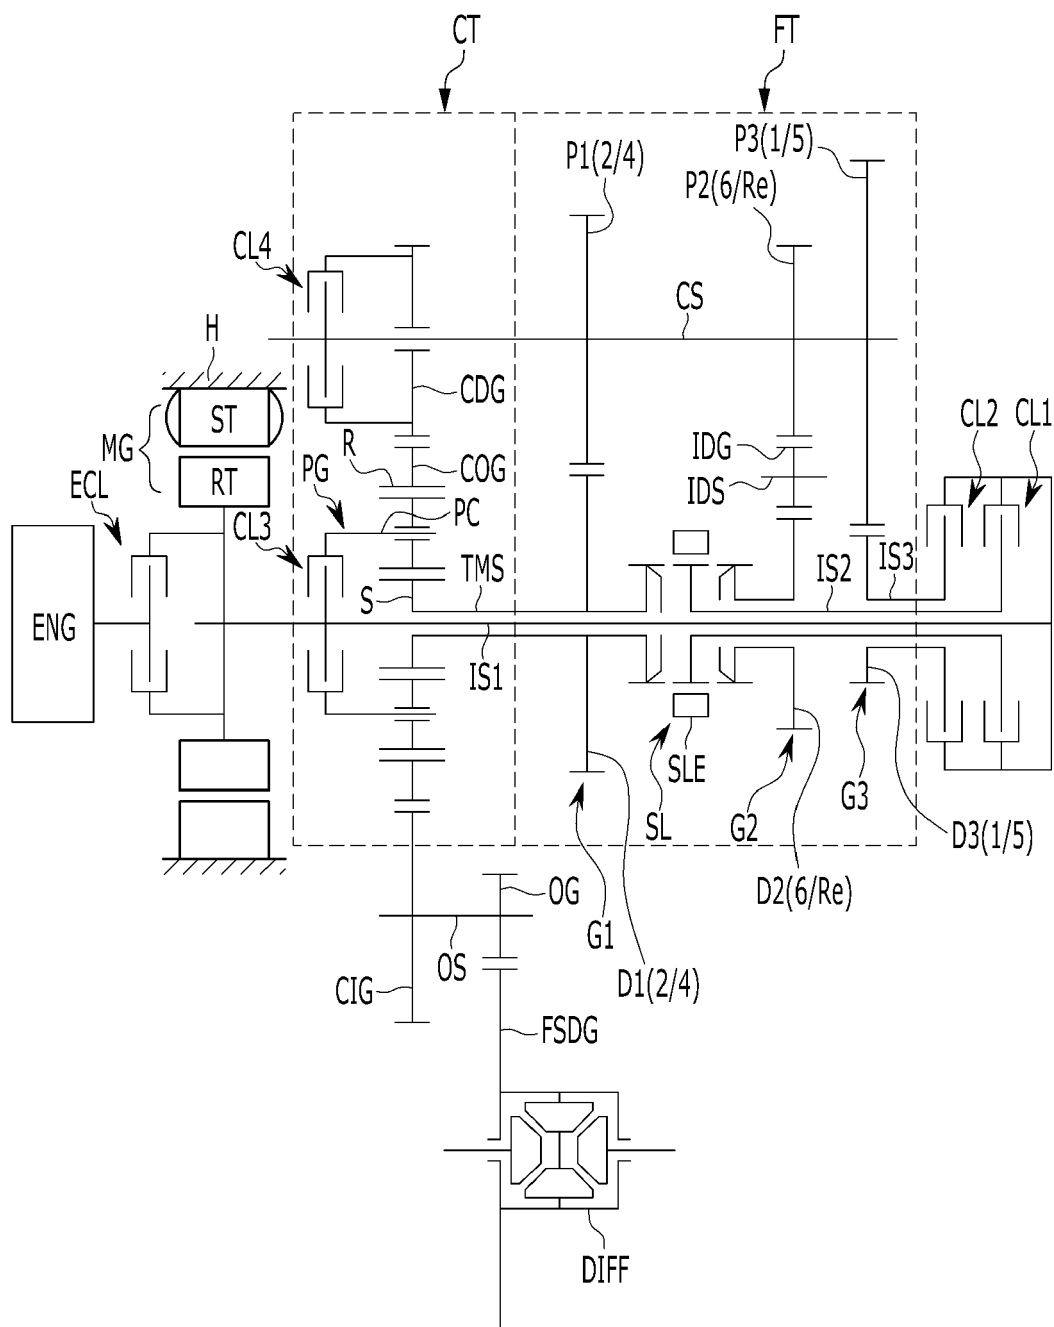 CT
FT
P3(1/5)
P1(2/4)
P2(6/Re)
CL4
CS
H
CDG
ST
CL2
CL1
MG
R
IDG
COG
PG
RT
IDS
ECL
PC
CL3
TMS
IS3
IS2
S
ENG
IS1
SLE
G3
SL
G2
D3(1/5)
OG
D2(6/Re)
G1
OS
D1(2/4)
CIG
FSDG
DIFF